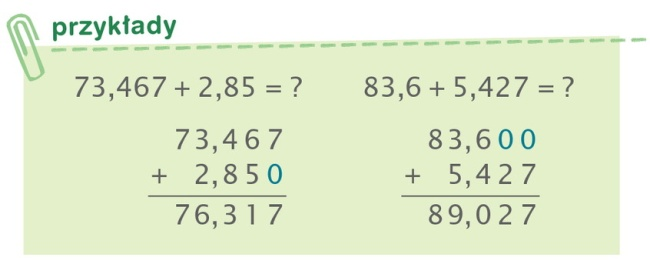 przykłady
73,467 + 2,85 = ?
73,467
+ 2,850
76,317
83,6 + 5,427 = ?
83,600
+ 5,427
89,027